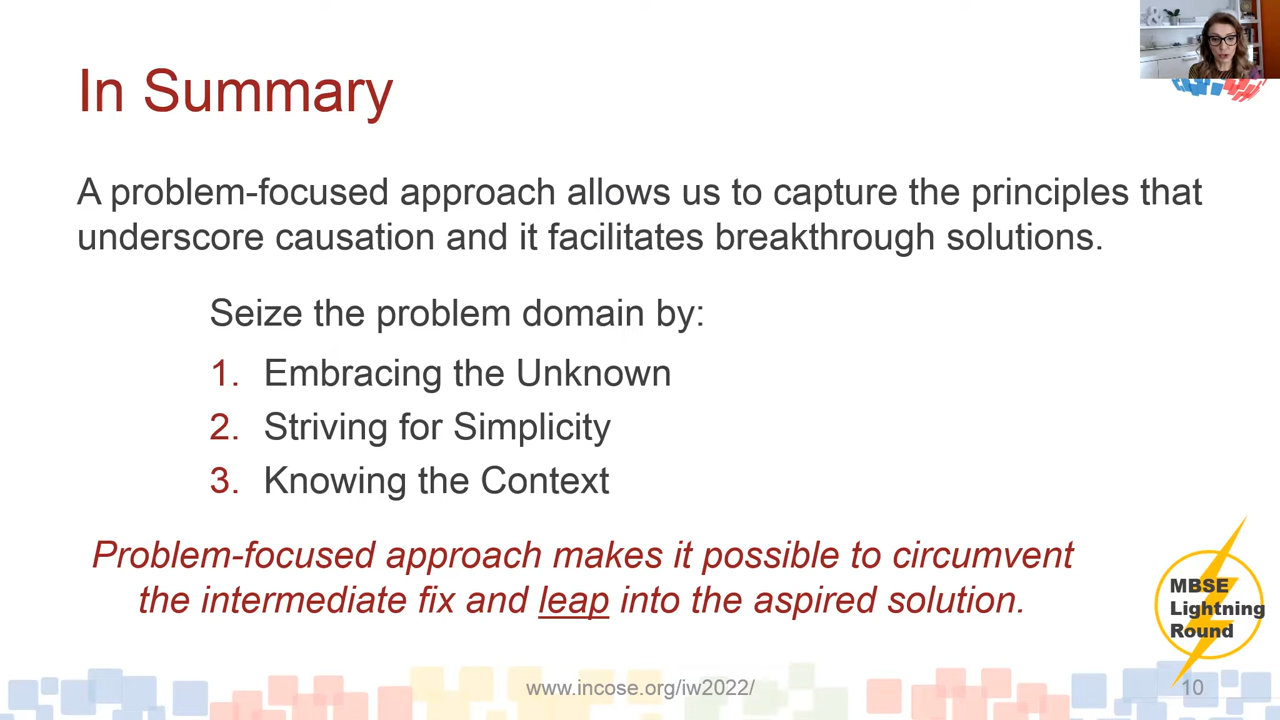 In Summary
A problem-focused approach allows us to capture the principles that
underscore causation and it facilitates breakthrough solutions.
Seize the problem domain by:
1. Embracing the Unknown
2. Striving for Simplicity
3. Knowing the Context
Problem-focused approach makes it possible to circumvent
the intermediate fix and leap into the aspired solution.
MBSE
Lightning
Round
www.incose.org/iw2022/
10